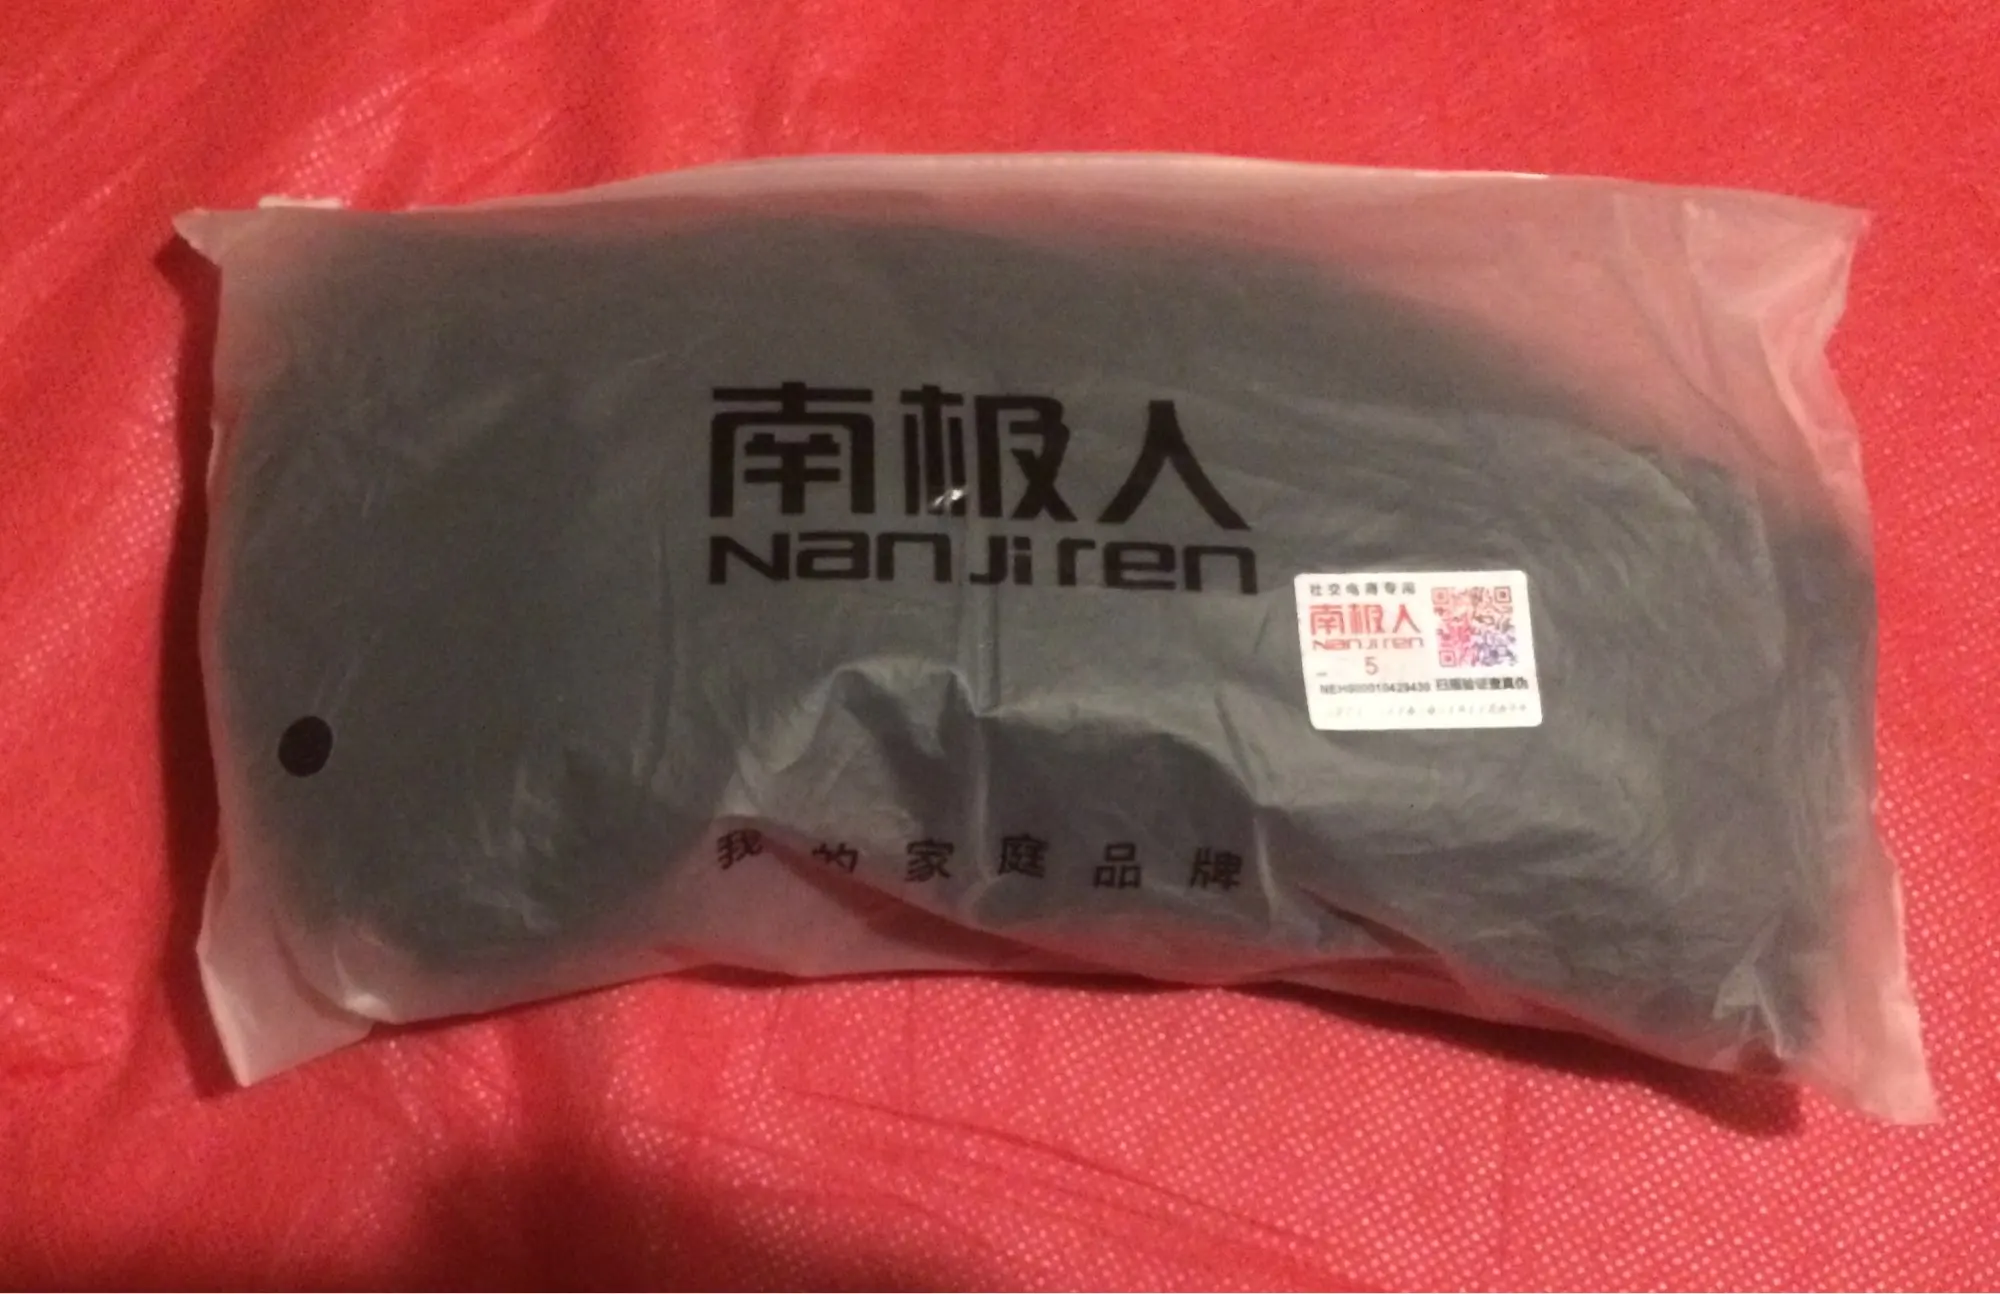 南极人
Nanjiren
社交电商专用
南极人
Nanjiren
5
NEH000010429430 扫描验证查真伪
我的家庭品牌